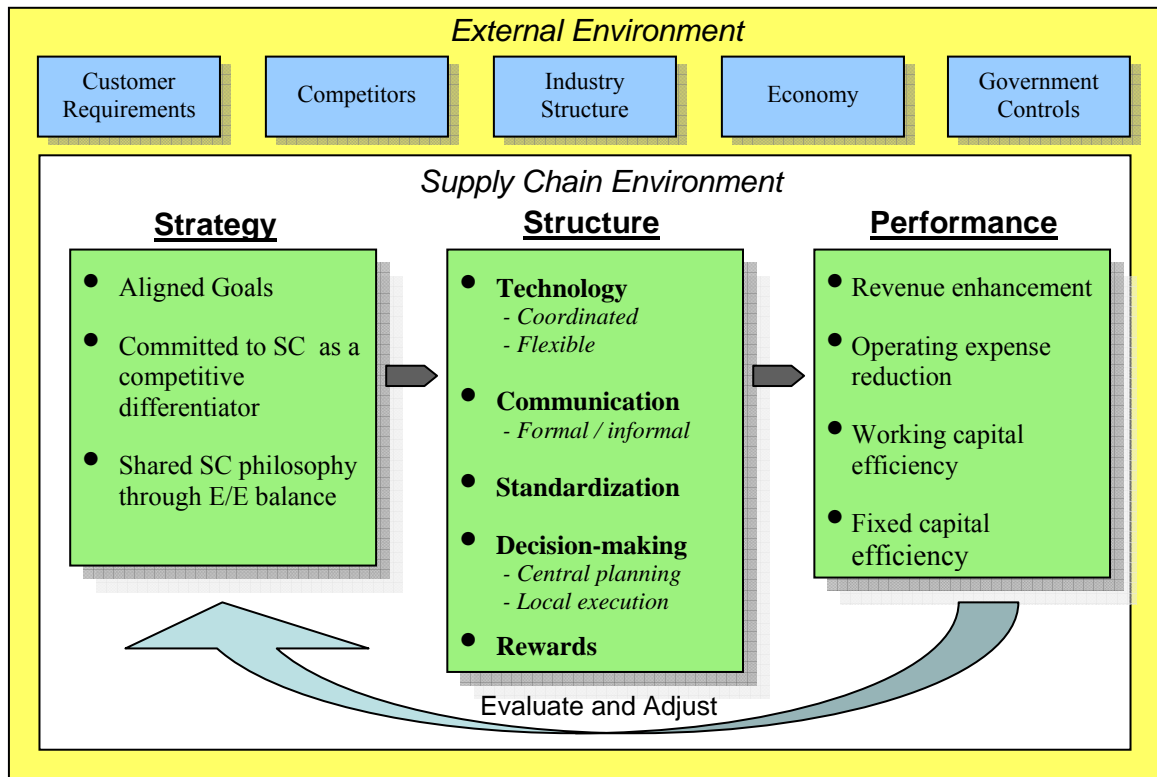 External Environment
Customer
Requirements
Competitors
Industry
Structure
Economy
Government
Controls
Supply Chain Environment
Strategy
● Aligned Goals
● Committed to SC as a
competitive
differentiator
● Shared SC philosophy
through E/E balance
Structure
● Technology
- Coordinated
- Flexible
● Communication
- Formal / informal
● Standardization
● Decision-making
- Central planning
- Local execution
● Rewards
Performance
● Revenue enhancement
● Operating expense
reduction
● Working capital
efficiency
● Fixed capital
efficiency
Evaluate and Adjust